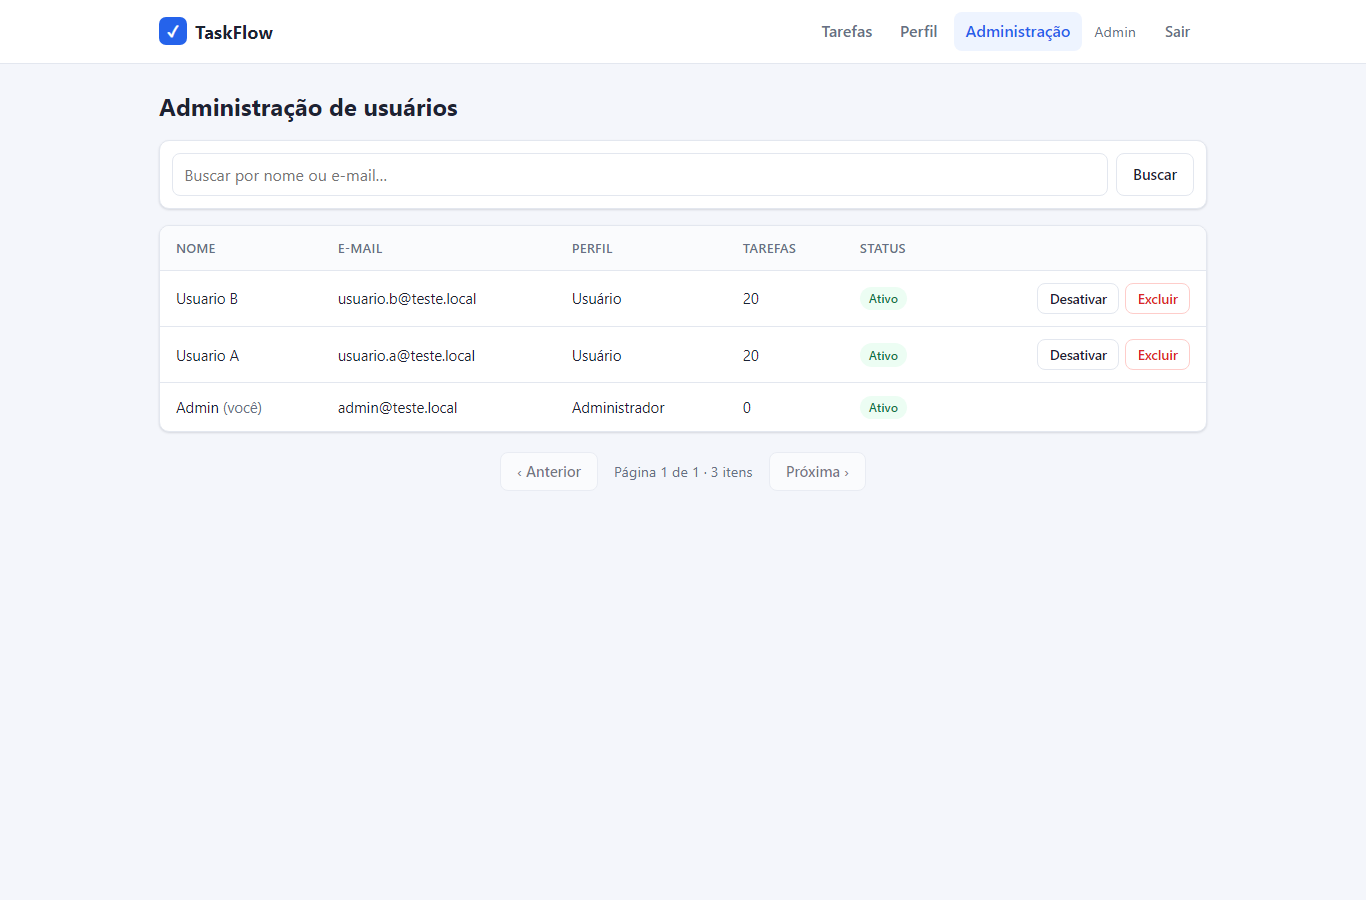 ✓ TaskFlow Tarefas Perfil Administração Admin Sair
Administração de usuários
Buscar por nome ou e-mail... Buscar
NOME E-MAIL PERFIL TAREFAS STATUS
Usuario B usuario.b@teste.local Usuário 20 Ativo Desativar Excluir
Usuario A usuario.a@teste.local Usuário 20 Ativo Desativar Excluir
Admin (você) admin@teste.local Administrador 0 Ativo
‹ Anterior Página 1 de 1 · 3 itens Próxima ›